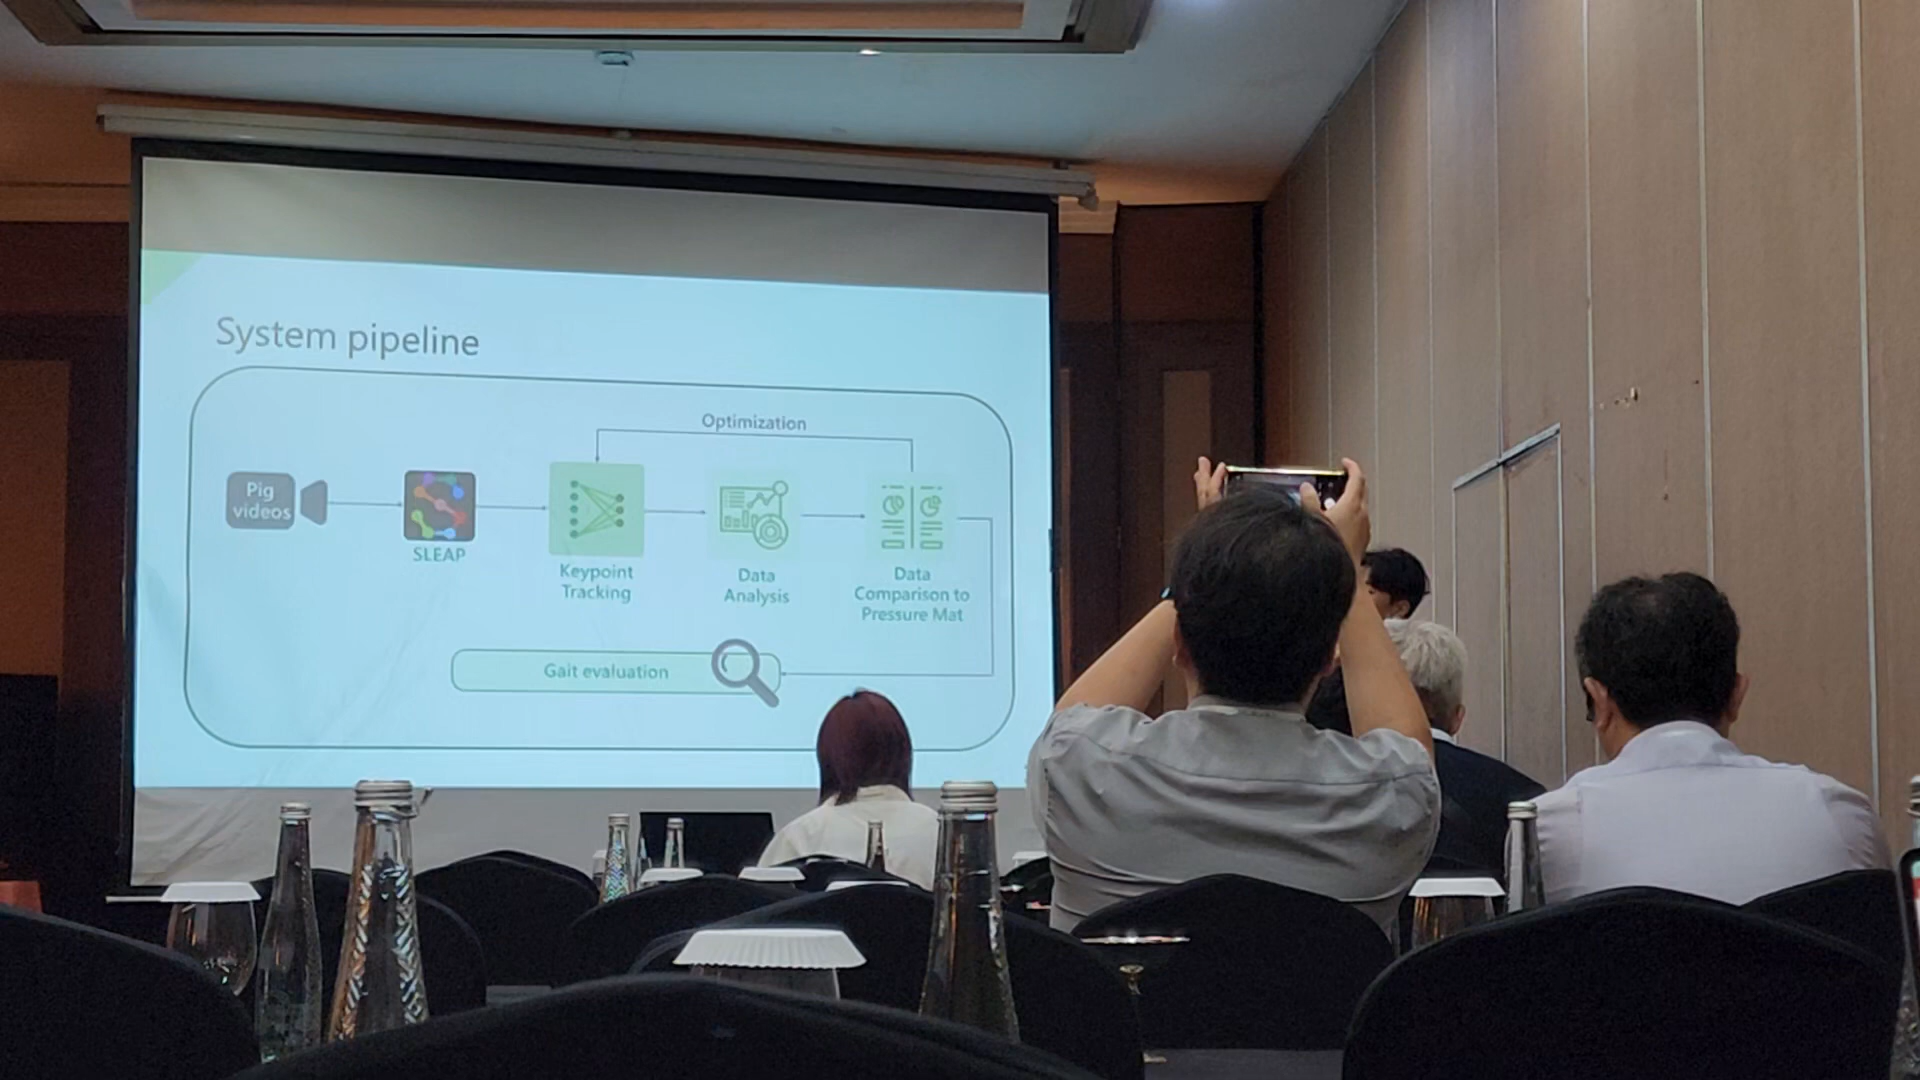 System pipeline
Optimization
Pig
videos
SLEAP
Keypoint
Tracking
Data
Analysis
Data
Comparison to
Pressure Mat
Gait evaluation